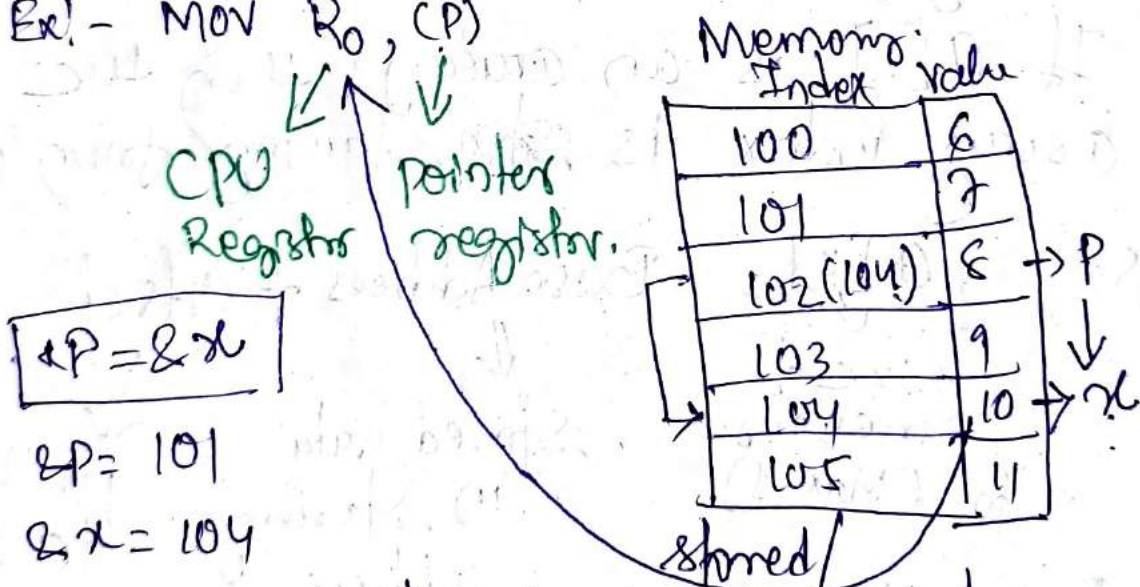 Ex! - MOV R0, (P)
CPU Register
pointer register.
*P = &x
&P = 101
&x = 104
Memory
Index value
100 6
101 7
102 (104) 8 → P
103 9
104 10 → x
105 11
stored